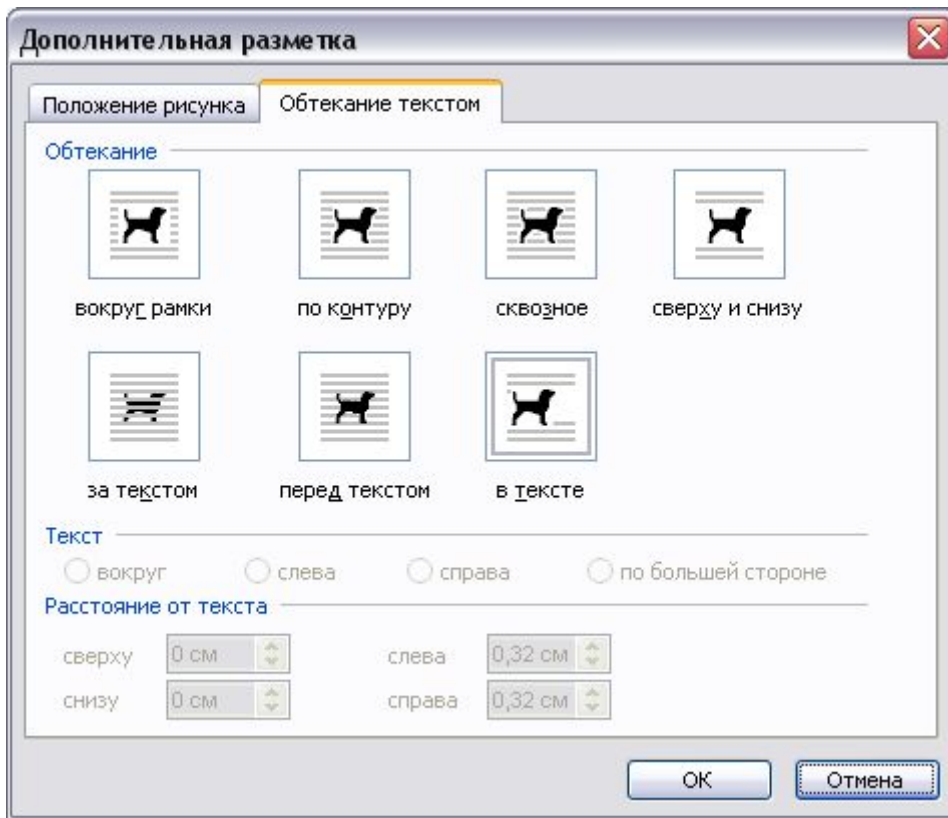 Дополнительная разметка
Положение рисунка Обтекание текстом
Обтекание
вокруг рамки по контуру сквозное сверху и снизу
за текстом перед текстом в тексте
Текст
вокруг слева справа по большей стороне
Расстояние от текста
сверху 0 см слева 0,32 см
снизу 0 см справа 0,32 см
ОК Отмена